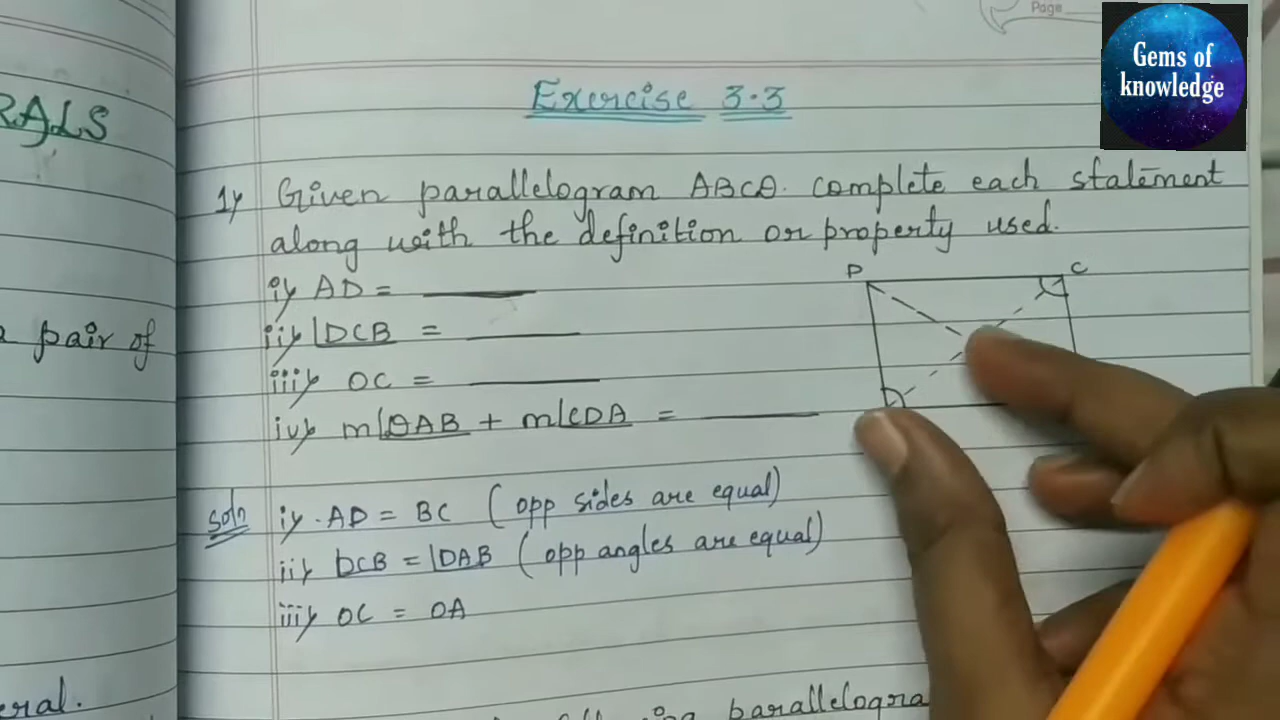 Page
Gems of
knowledge
RALS
Exercise 3.3
1) Given parallelogram ABCD. complete each statement
along with the definition or property used.
i) AD =
ii) ∠DCB =
iii) OC =
iv) m∠DAB + m∠CDA =
D C
pair of
Soln i) . AD = BC ( opp sides are equal)
ii) DCB = ∠DAB ( opp angles are equal)
iii) OC = OA
eral.
parallelogra